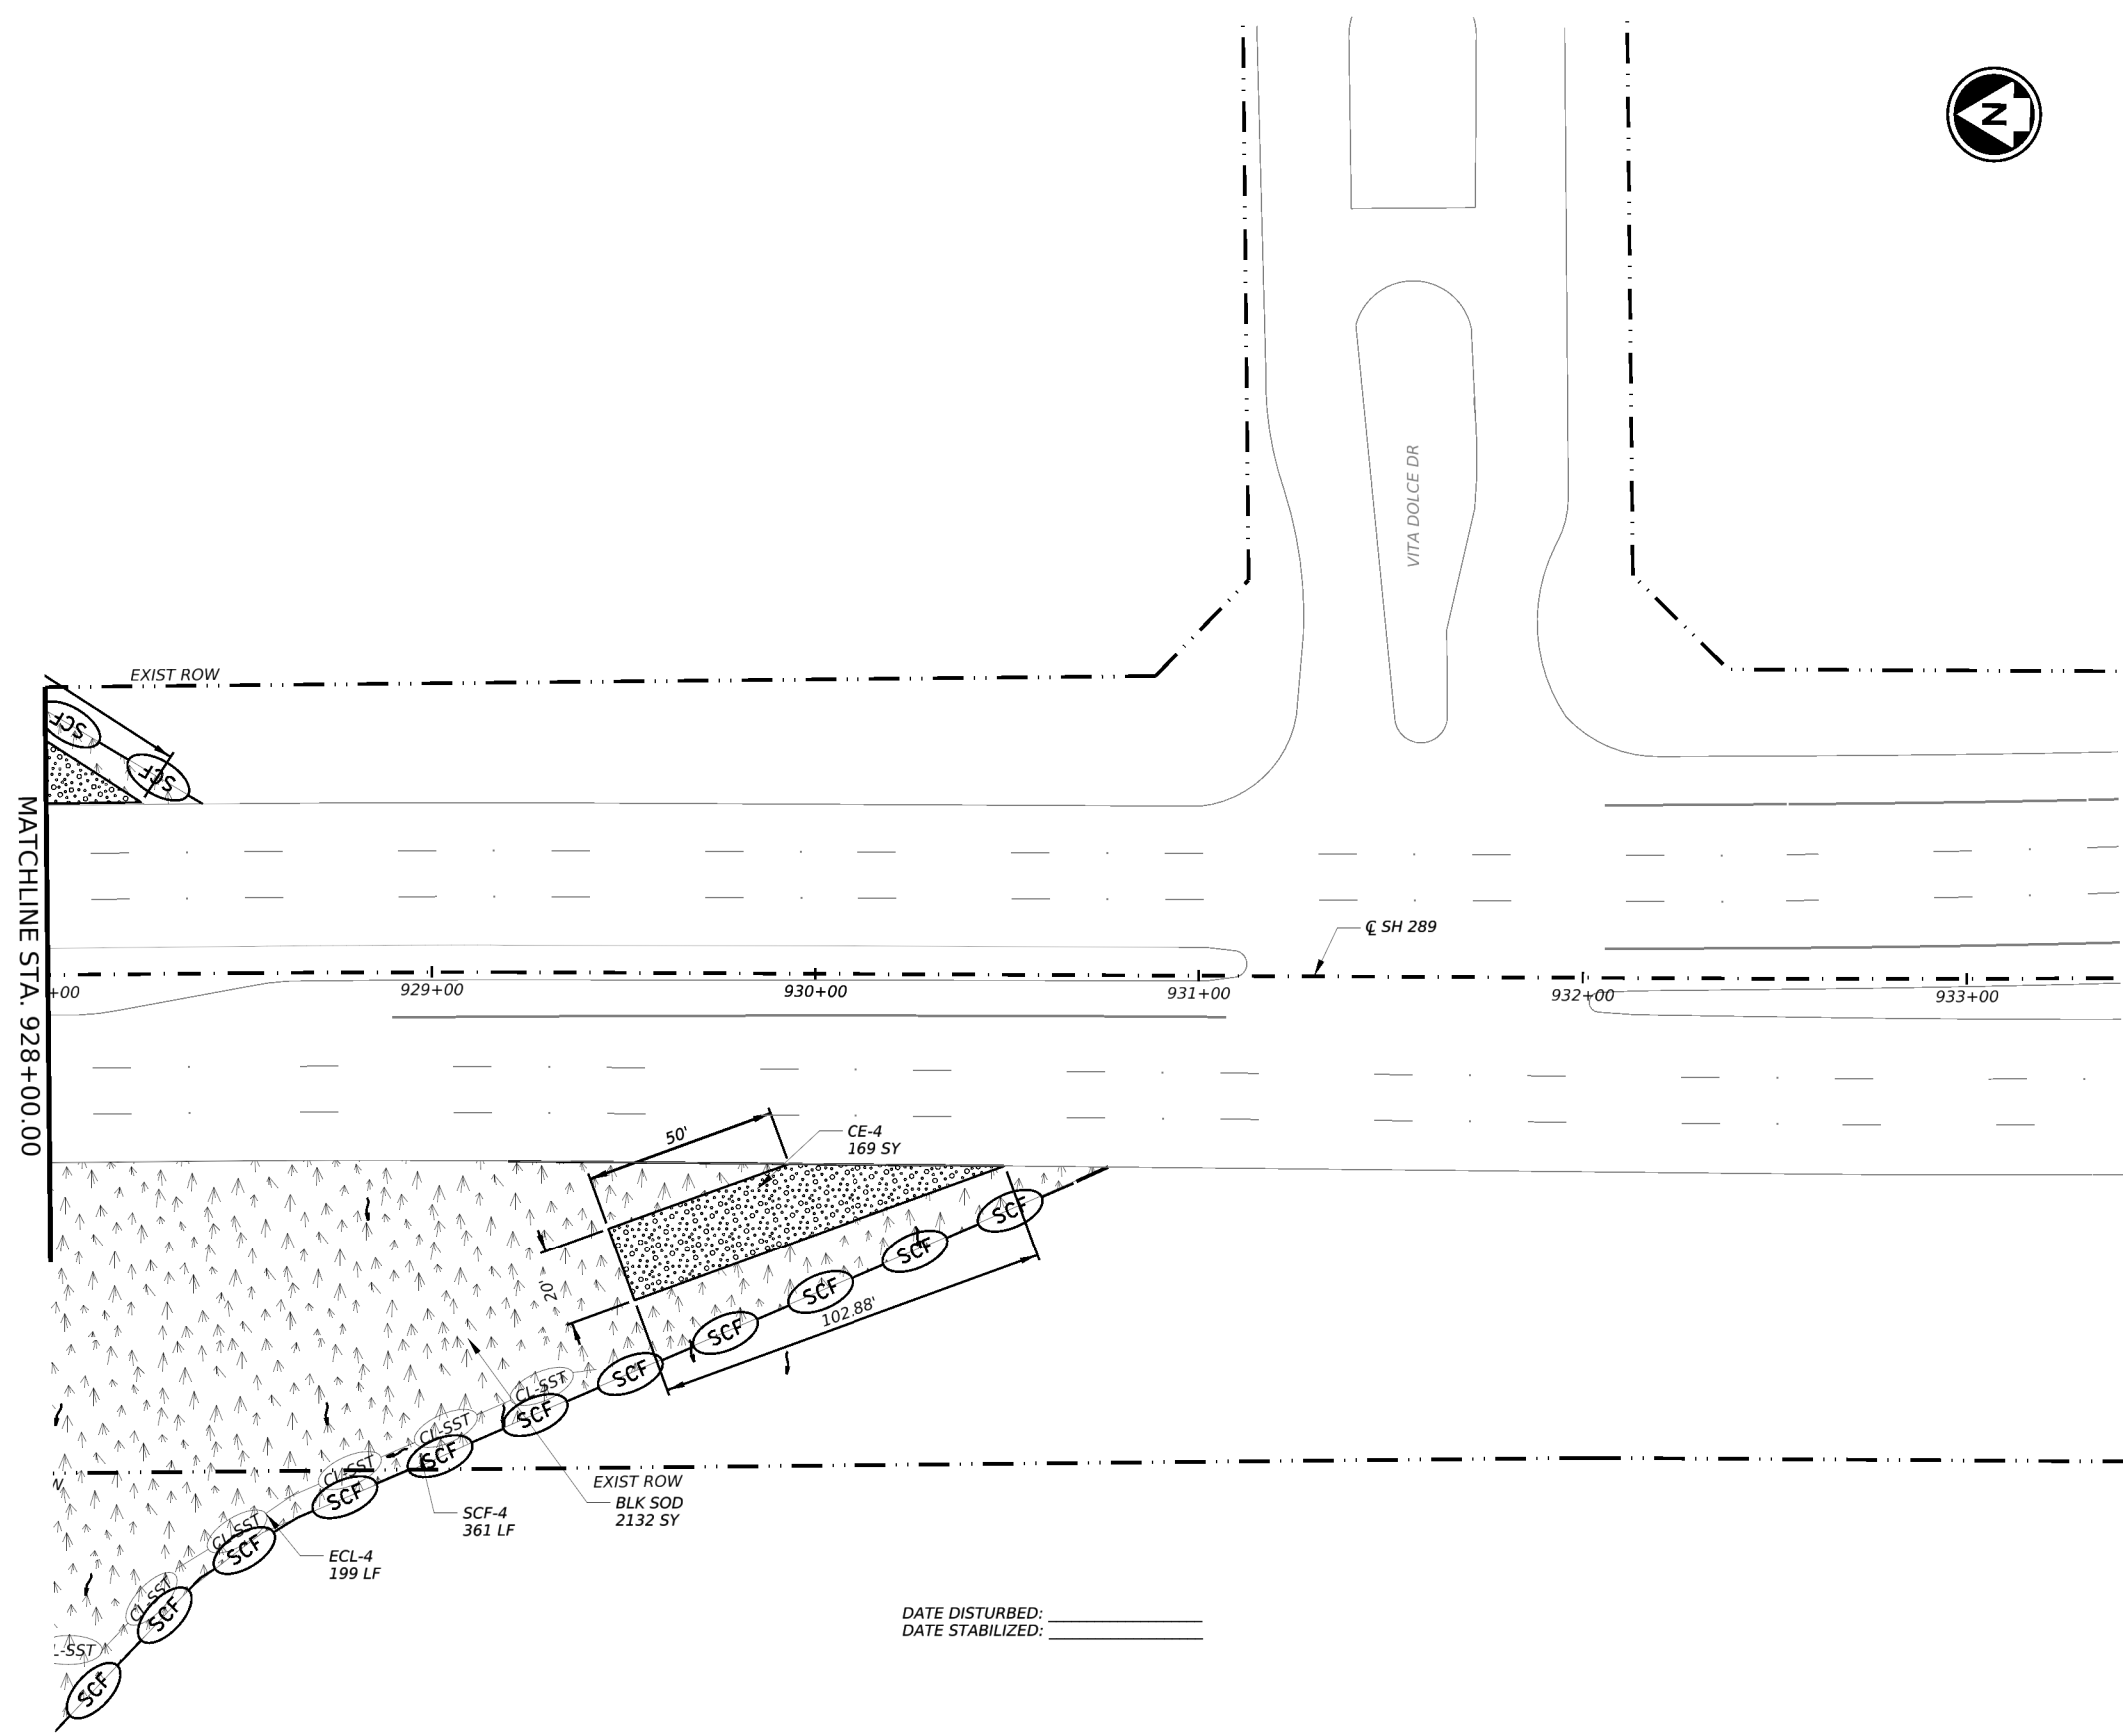 N
VITA DOLCE DR
EXIST ROW
SCF
SCF
MATCHLINE STA. 928+00.00
℄ SH 289
+00
929+00
930+00
931+00
932+00
933+00
50'
CE-4
169 SY
20'
102.88'
SCF
SCF
SCF
SCF
SCF
CL-SST
SCF
CL-SST
SCF
CL-SST
SCF
EXIST ROW
BLK SOD
2132 SY
SCF-4
361 LF
CL-SST
SCF
ECL-4
199 LF
CL-SST
SCF
L-SST
SCF
DATE DISTURBED:
DATE STABILIZED: